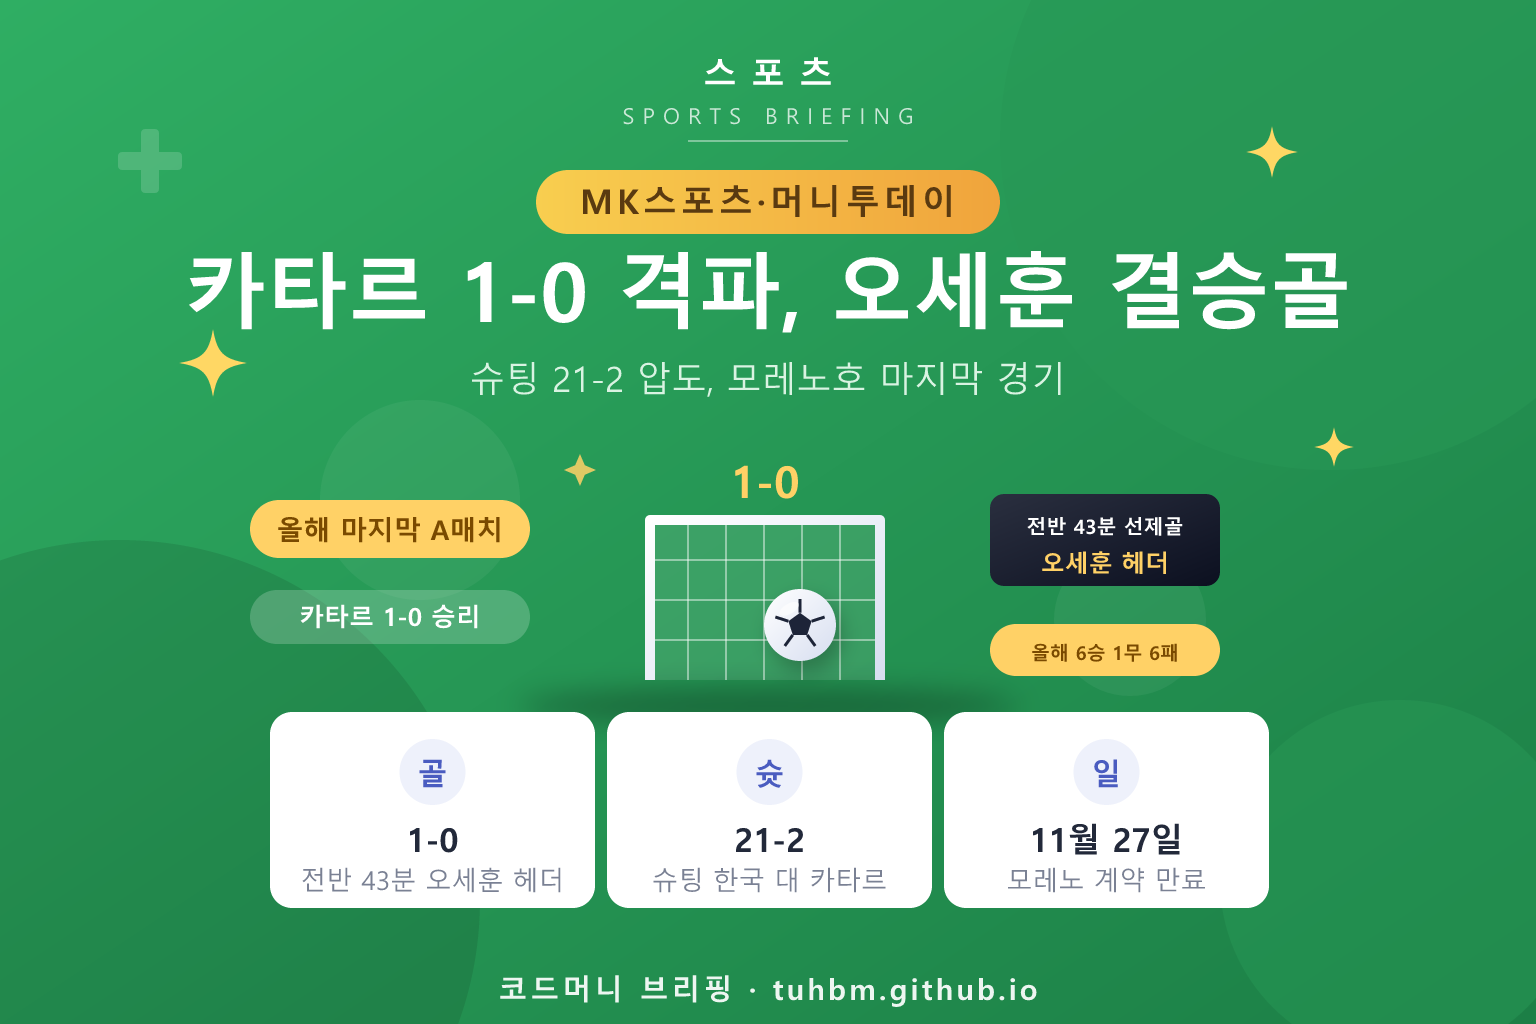 스포츠
SPORTS BRIEFING
MK스포츠·머니투데이
카타르 1-0 격파, 오세훈 결승골
슈팅 21-2 압도, 모레노호 마지막 경기
1-0
올해 마지막 A매치
카타르 1-0 승리
전반 43분 선제골
오세훈 헤더
올해 6승 1무 6패
골
1-0
전반 43분 오세훈 헤더
슛
21-2
슈팅 한국 대 카타르
일
11월 27일
모레노 계약 만료
코드머니 브리핑 · tuhbm.github.io